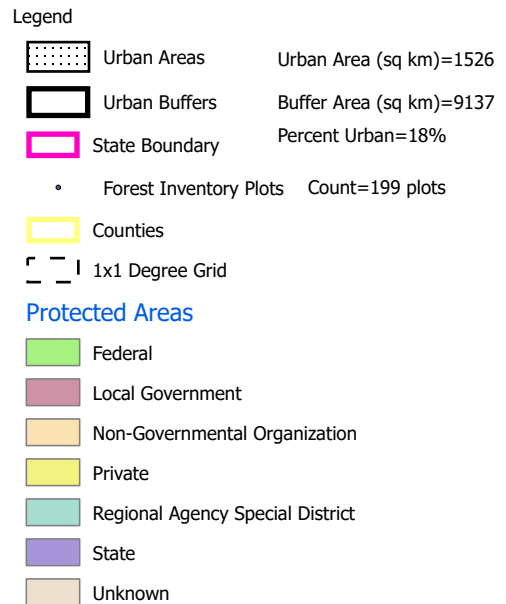 Legend
Urban Areas Urban Area (sq km)=1526
Urban Buffers Buffer Area (sq km)=9137
State Boundary Percent Urban=18%
Forest Inventory Plots Count=199 plots
Counties
1x1 Degree Grid
Protected Areas
Federal
Local Government
Non-Governmental Organization
Private
Regional Agency Special District
State
Unknown